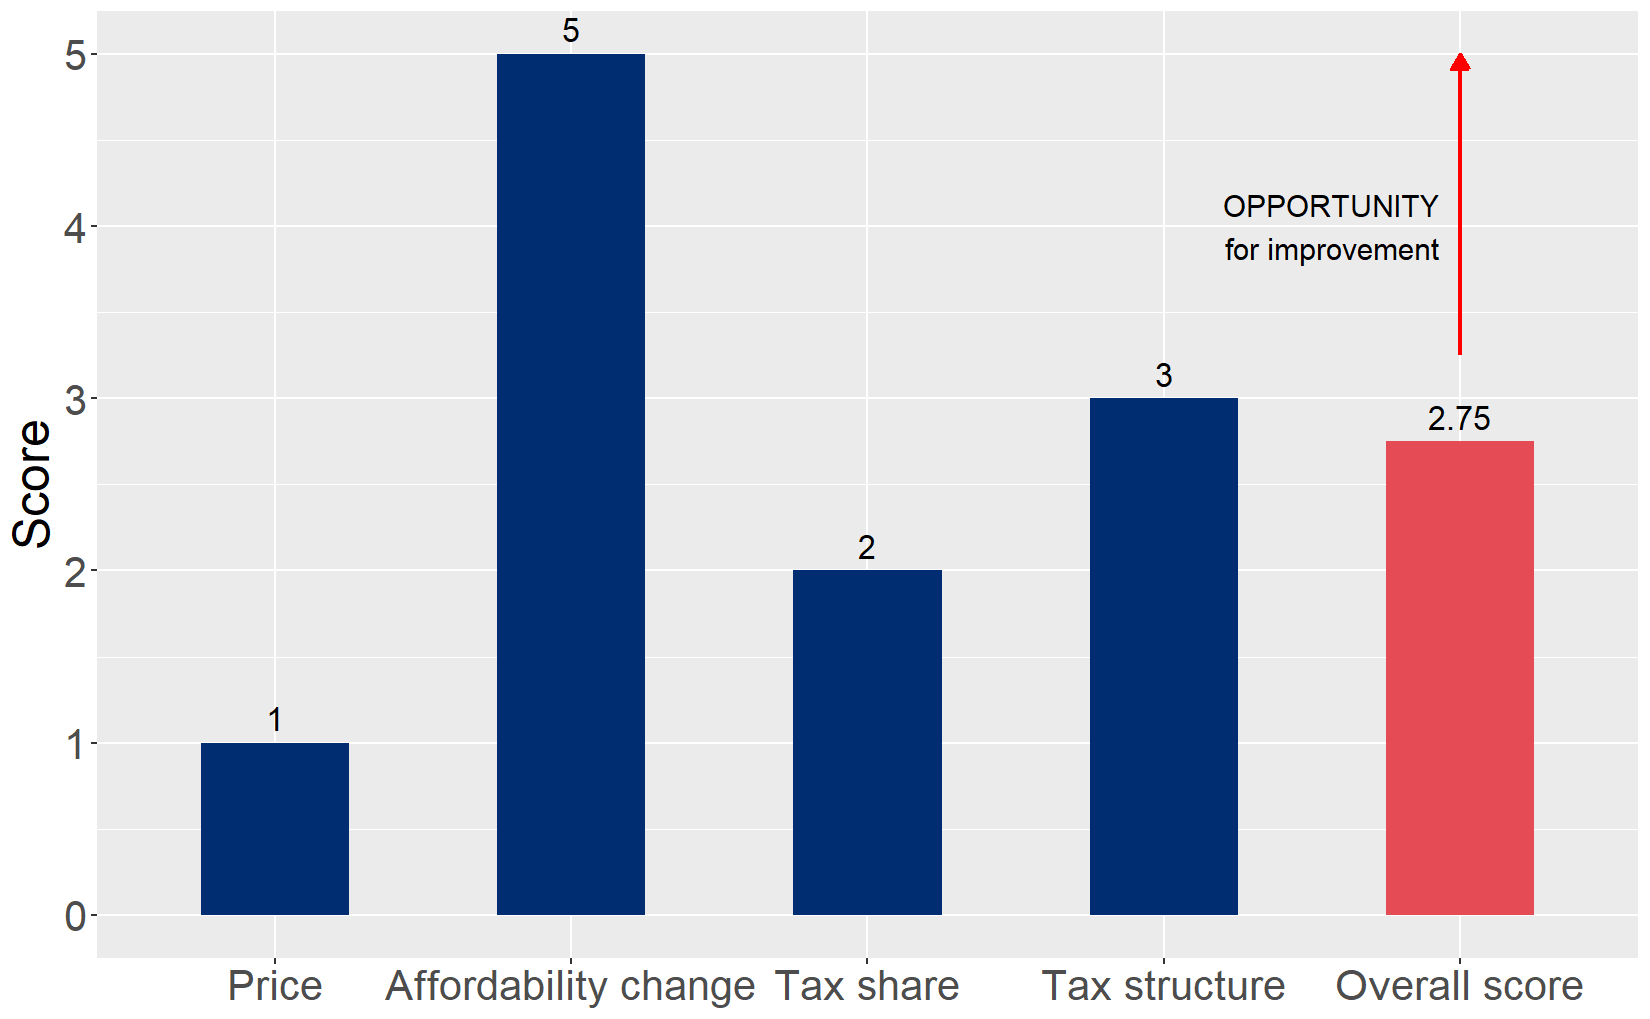 Score
5
4
3
2
1
0
1
5
2
3
2.75
OPPORTUNITY
for improvement
Price
Affordability change
Tax share
Tax structure
Overall score